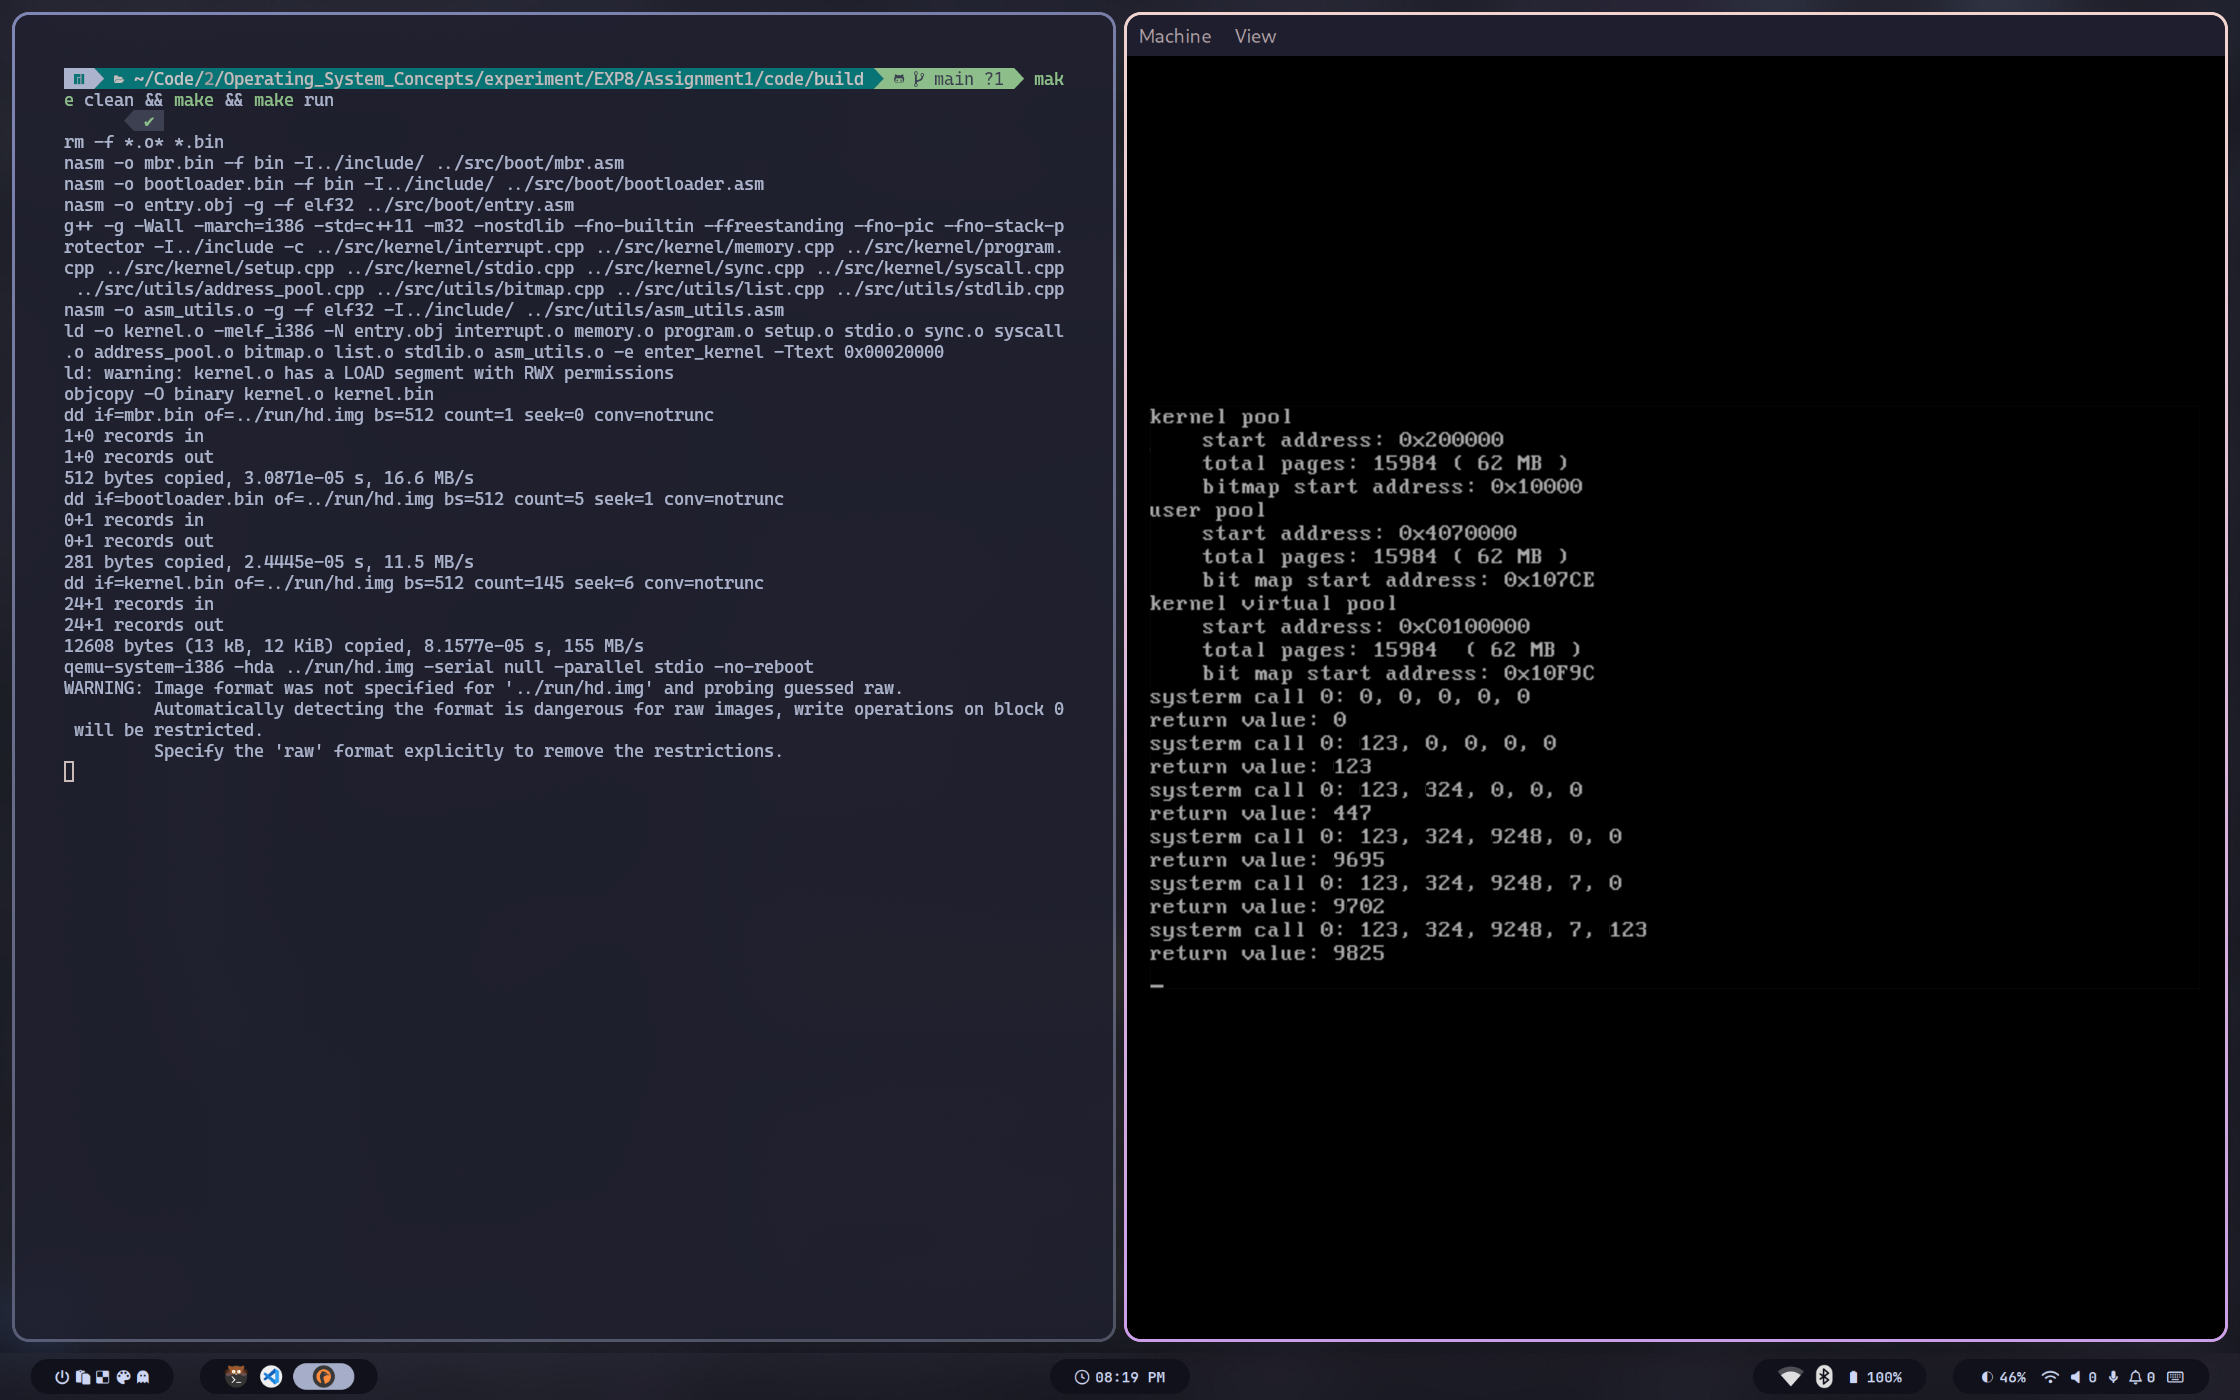 ~/Code/2/Operating_System_Concepts/experiment/EXP8/Assignment1/code/build main ?1 mak
e clean && make && make run
✔
rm -f *.o* *.bin
nasm -o mbr.bin -f bin -I../include/ ../src/boot/mbr.asm
nasm -o bootloader.bin -f bin -I../include/ ../src/boot/bootloader.asm
nasm -o entry.obj -g -f elf32 ../src/boot/entry.asm
g++ -g -Wall -march=i386 -std=c++11 -m32 -nostdlib -fno-builtin -ffreestanding -fno-pic -fno-stack-p
rotector -I../include -c ../src/kernel/interrupt.cpp ../src/kernel/memory.cpp ../src/kernel/program.
cpp ../src/kernel/setup.cpp ../src/kernel/stdio.cpp ../src/kernel/sync.cpp ../src/kernel/syscall.cpp
../src/utils/address_pool.cpp ../src/utils/bitmap.cpp ../src/utils/list.cpp ../src/utils/stdlib.cpp
nasm -o asm_utils.o -g -f elf32 -I../include/ ../src/utils/asm_utils.asm
ld -o kernel.o -melf_i386 -N entry.obj interrupt.o memory.o program.o setup.o stdio.o sync.o syscall
.o address_pool.o bitmap.o list.o stdlib.o asm_utils.o -e enter_kernel -Ttext 0x00020000
ld: warning: kernel.o has a LOAD segment with RWX permissions
objcopy -O binary kernel.o kernel.bin
dd if=mbr.bin of=../run/hd.img bs=512 count=1 seek=0 conv=notrunc
1+0 records in
1+0 records out
512 bytes copied, 3.0871e-05 s, 16.6 MB/s
dd if=bootloader.bin of=../run/hd.img bs=512 count=5 seek=1 conv=notrunc
0+1 records in
0+1 records out
281 bytes copied, 2.4445e-05 s, 11.5 MB/s
dd if=kernel.bin of=../run/hd.img bs=512 count=145 seek=6 conv=notrunc
24+1 records in
24+1 records out
12608 bytes (13 kB, 12 KiB) copied, 8.1577e-05 s, 155 MB/s
qemu-system-i386 -hda ../run/hd.img -serial null -parallel stdio -no-reboot
WARNING: Image format was not specified for '../run/hd.img' and probing guessed raw.
Automatically detecting the format is dangerous for raw images, write operations on block 0
will be restricted.
Specify the 'raw' format explicitly to remove the restrictions.
Machine View
kernel pool
start address: 0x200000
total pages: 15984 ( 62 MB )
bitmap start address: 0x10000
user pool
start address: 0x4070000
total pages: 15984 ( 62 MB )
bit map start address: 0x107CE
kernel virtual pool
start address: 0xC0100000
total pages: 15984  ( 62 MB )
bit map start address: 0x10F9C
systerm call 0: 0, 0, 0, 0, 0
return value: 0
systerm call 0: 123, 0, 0, 0, 0
return value: 123
systerm call 0: 123, 324, 0, 0, 0
return value: 447
systerm call 0: 123, 324, 9248, 0, 0
return value: 9695
systerm call 0: 123, 324, 9248, 7, 0
return value: 9702
systerm call 0: 123, 324, 9248, 7, 123
return value: 9825
_
08:19 PM
100%
46% 0 0